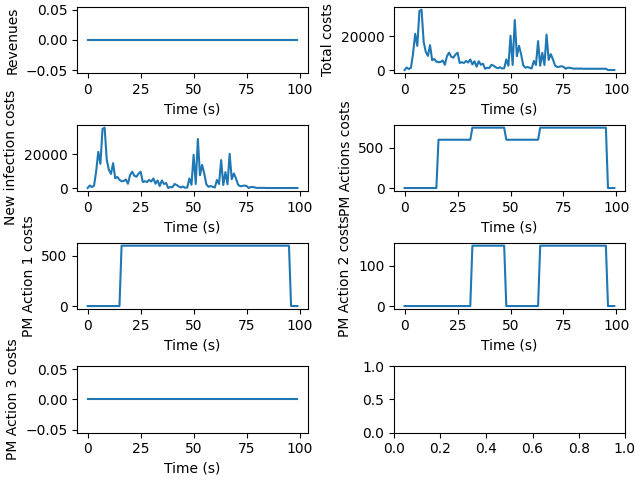 Revenues
0.05
0.00
−0.05
0 25 50 75 100
Time (s)
Total costs
20000
0
0 25 50 75 100
Time (s)
New infection costs
20000
0
0 25 50 75 100
Time (s)
PM Actions costs
500
0
0 25 50 75 100
Time (s)
PM Action 1 costs
500
0
0 25 50 75 100
Time (s)
PM Action 2 costs
100
0
0 25 50 75 100
Time (s)
PM Action 3 costs
0.05
0.00
−0.05
0 25 50 75 100
Time (s)
1.0
0.5
0.0
0.0 0.2 0.4 0.6 0.8 1.0